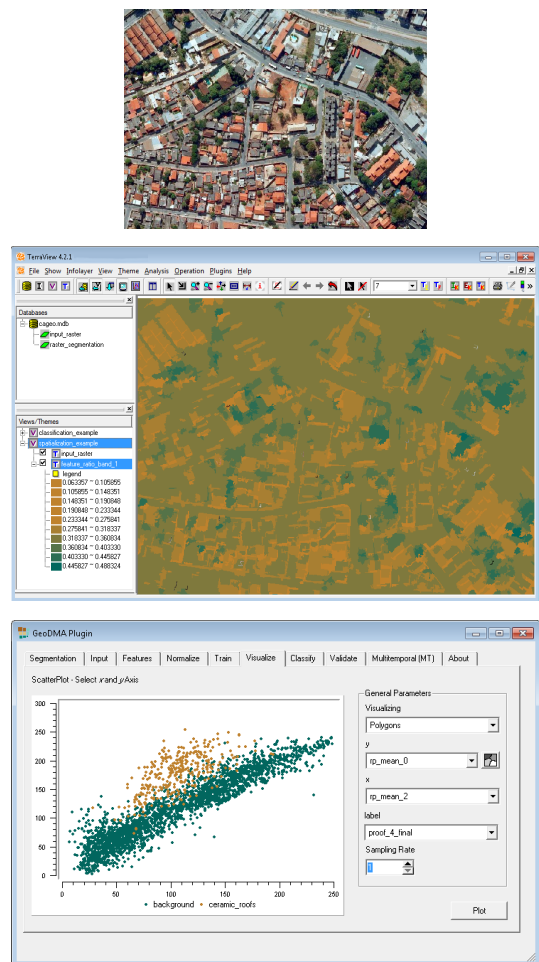 TerraView 4.2.1
File Show Infolayer View Theme Analysis Operation Plugins Help
7
Databases
cageo.mdb
input_raster
raster_segmentation
Views/Themes
classification_example
spatialization_example
input_raster
feature_ratio_band_1
legend
0.063357 ~ 0.105855
0.105855 ~ 0.148351
0.148351 ~ 0.190848
0.190848 ~ 0.233344
0.233344 ~ 0.275841
0.275841 ~ 0.318337
0.318337 ~ 0.360834
0.360834 ~ 0.403330
0.403330 ~ 0.445827
0.445827 ~ 0.488324
GeoDMA Plugin
Segmentation Input Features Normalize Train Visualize Classify Validate Multitemporal (MT) About
ScatterPlot - Select x and y Axis
300
250
200
150
100
50
0
0 50 100 150 200 250
background ceramic_roofs
General Parameters
Visualizing
Polygons
y
rp_mean_0
x
rp_mean_2
label
proof_4_final
Sampling Rate
1
Plot